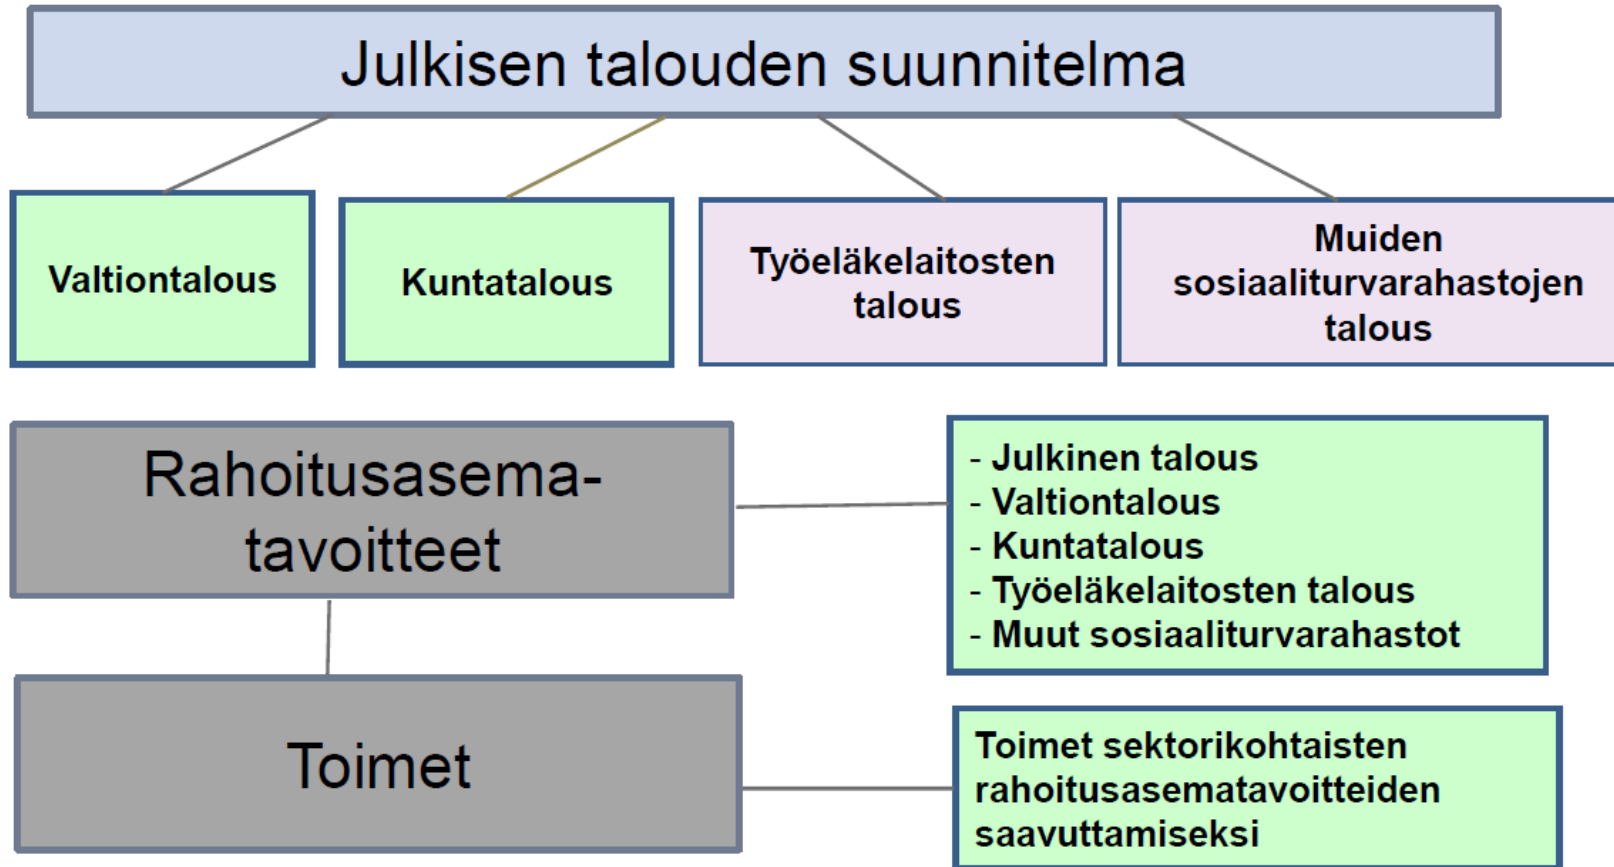 Julkisen talouden suunnitelma
Valtiontalous
Kuntatalous
Työeläkelaitosten
talous
Muiden
sosiaaliturvarahastojen
talous
Rahoitusasema-
tavoitteet
- Julkinen talous
- Valtiontalous
- Kuntatalous
- Työeläkelaitosten talous
- Muut sosiaaliturvarahastot
Toimet
Toimet sektorikohtaisten
rahoitusasematavoitteiden
saavuttamiseksi